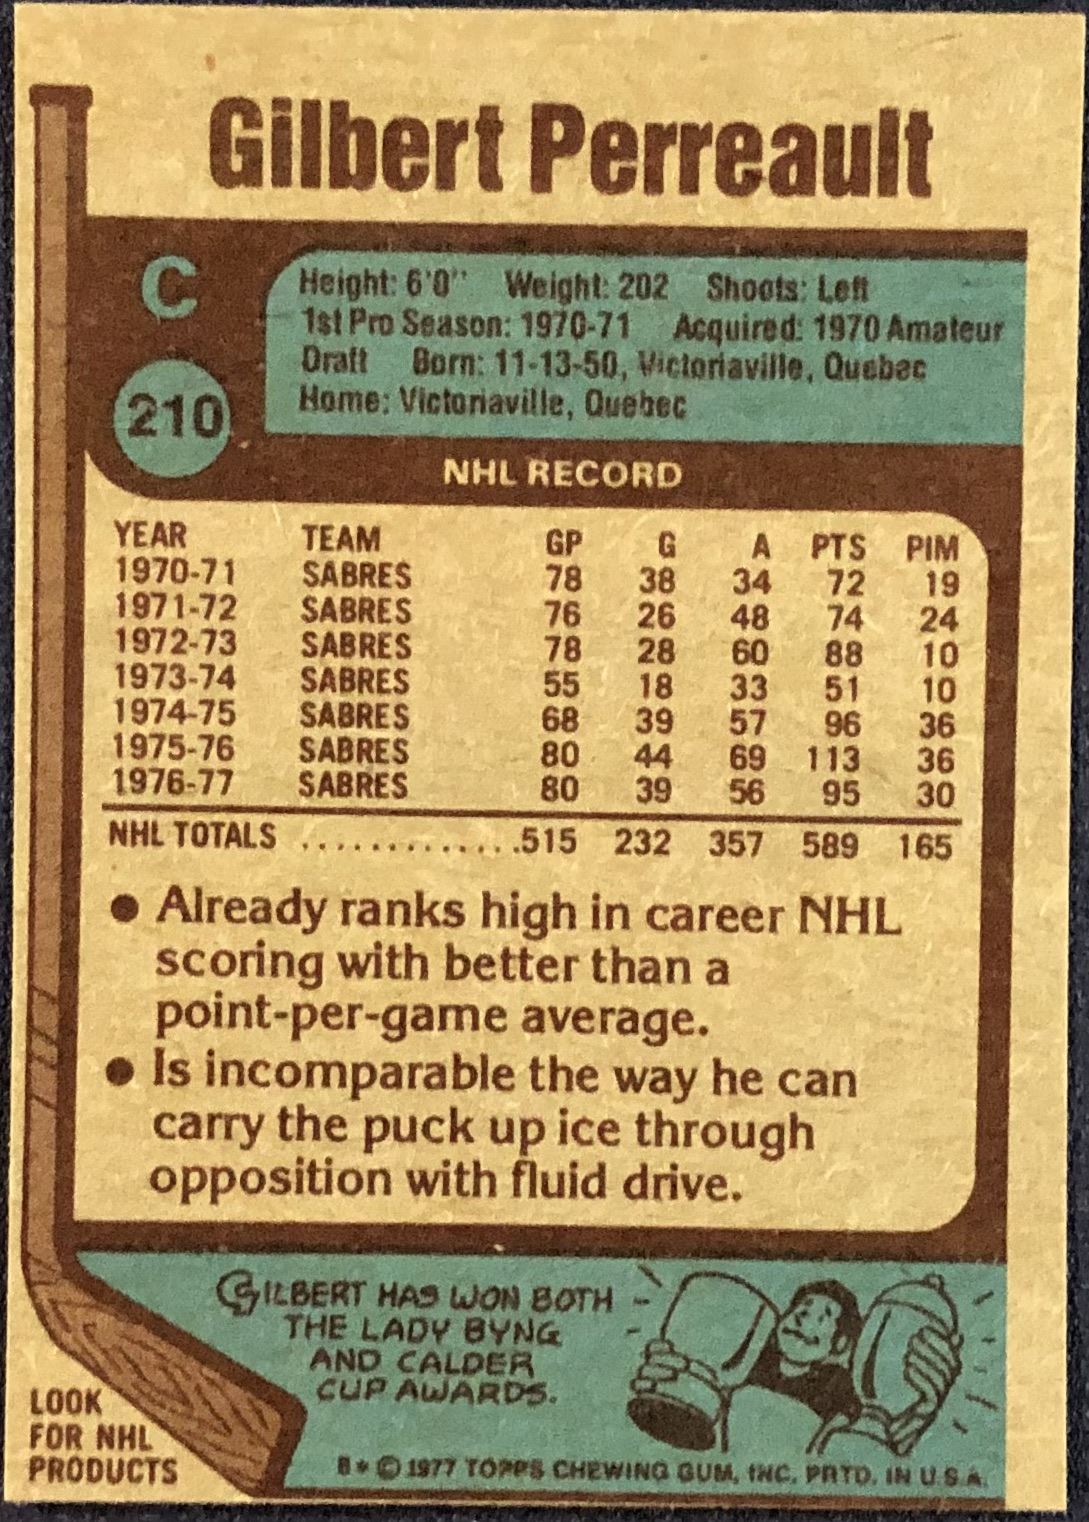 Gilbert Perreault
C
210
Height: 6'0" Weight: 202 Shoots: Left
1st Pro Season: 1970-71 Acquired: 1970 Amateur
Draft Born: 11-13-50, Victoriaville, Quebec
Home: Victoriaville, Quebec
NHL RECORD
YEAR TEAM GP G A PTS PIM
1970-71 SABRES 78 38 34 72 19
1971-72 SABRES 76 26 48 74 24
1972-73 SABRES 78 28 60 88 10
1973-74 SABRES 55 18 33 51 10
1974-75 SABRES 68 39 57 96 36
1975-76 SABRES 80 44 69 113 36
1976-77 SABRES 80 39 56 95 30
NHL TOTALS ..............515 232 357 589 165
● Already ranks high in career NHL
scoring with better than a
point-per-game average.
● Is incomparable the way he can
carry the puck up ice through
opposition with fluid drive.
GILBERT HAS WON BOTH
THE LADY BYNG
AND CALDER
CUP AWARDS.
LOOK
FOR NHL
PRODUCTS
B* © 1977 TOPPS CHEWING GUM, INC. PRTD. IN U.S.A.